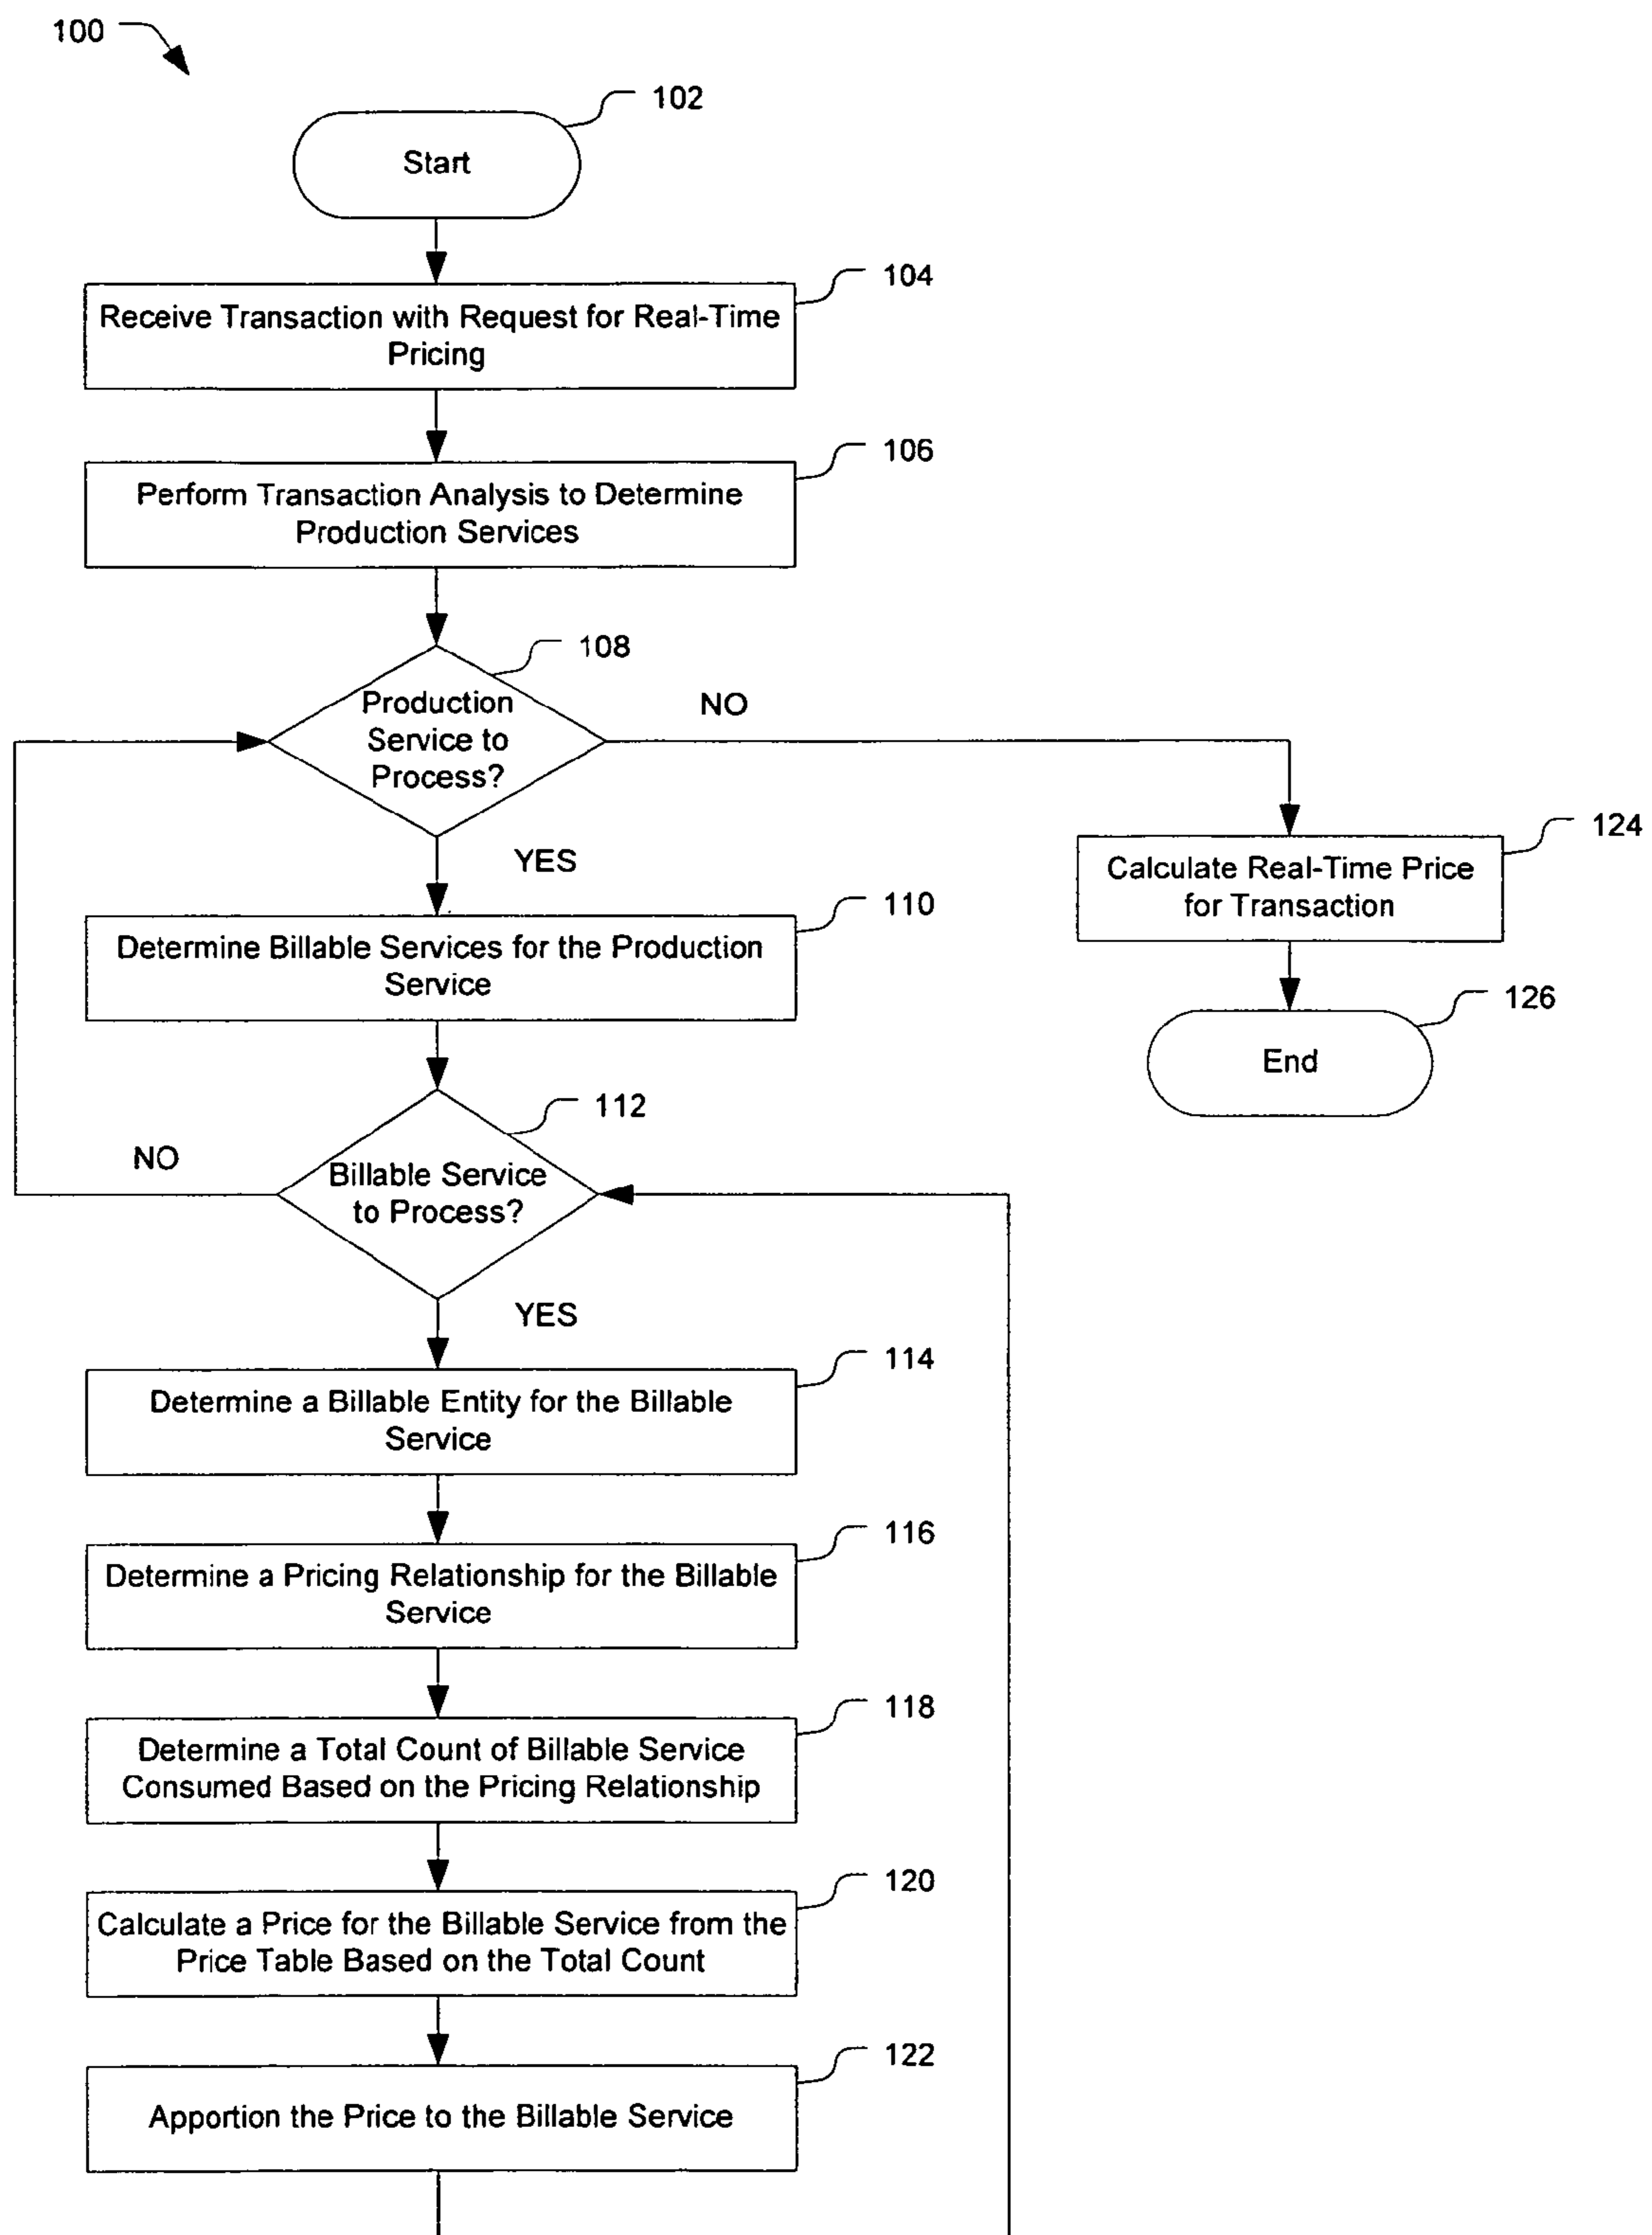 100
102
Start
104
Receive Transaction with Request for Real-Time
Pricing
106
Perform Transaction Analysis to Determine
Production Services
108
Production
Service to
Process?
NO
YES
124
Calculate Real-Time Price
for Transaction
110
Determine Billable Services for the Production
Service
126
End
112
Billable Service
to Process?
NO
YES
114
Determine a Billable Entity for the Billable
Service
116
Determine a Pricing Relationship for the Billable
Service
118
Determine a Total Count of Billable Service
Consumed Based on the Pricing Relationship
120
Calculate a Price for the Billable Service from the
Price Table Based on the Total Count
122
Apportion the Price to the Billable Service